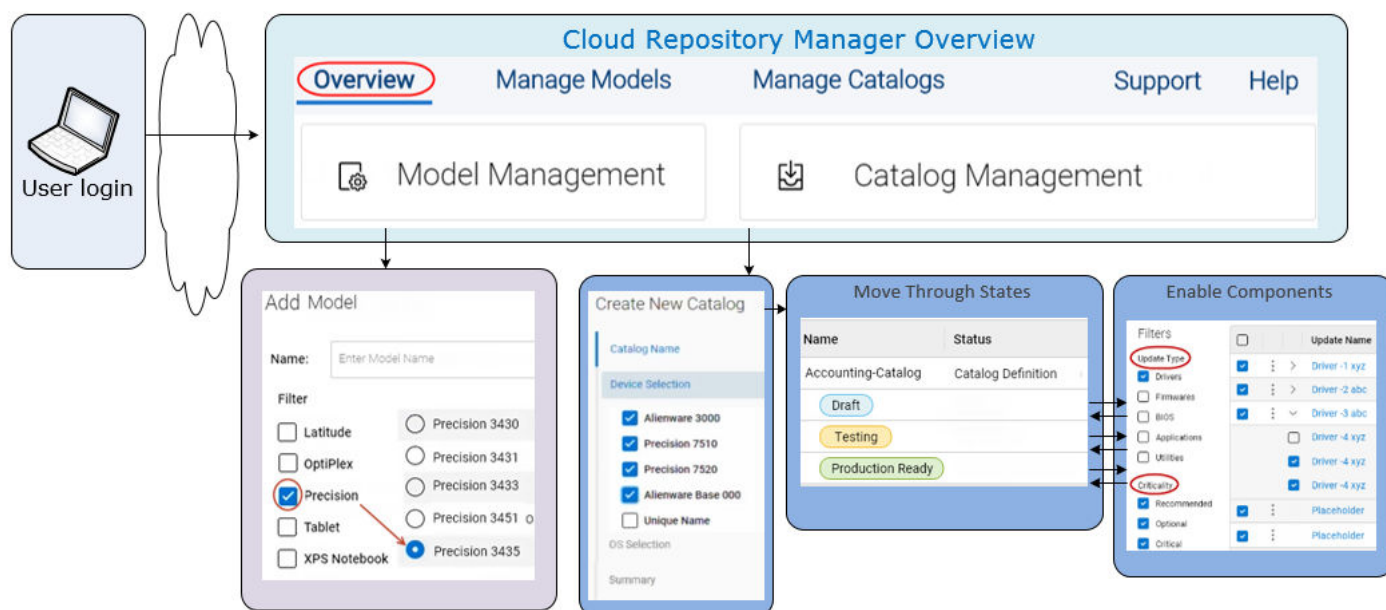 Cloud Repository Manager Overview
Overview Manage Models Manage Catalogs Support Help
Model Management Catalog Management
User login
Add Model
Name: Enter Model Name
Filter
Latitude
OptiPlex
Precision
Tablet
XPS Notebook
Precision 3430
Precision 3431
Precision 3433
Precision 3451 o
Precision 3435
Create New Catalog
Catalog Name
Device Selection
Alienware 3000
Precision 7510
Precision 7520
Alienware Base 000
Unique Name
OS Selection
Summary
Move Through States
Name Status
Accounting-Catalog Catalog Definition
Draft
Testing
Production Ready
Enable Components
Filters
Update Type
Drivers
Firmwares
BIOS
Applications
Utilities
Criticality
Recommended
Optional
Critical
Update Name
Driver -1 xyz
Driver -2 abc
Driver -3 abc
Driver -4 xyz
Driver -4 xyz
Driver -4 xyz
Placeholder
Placeholder